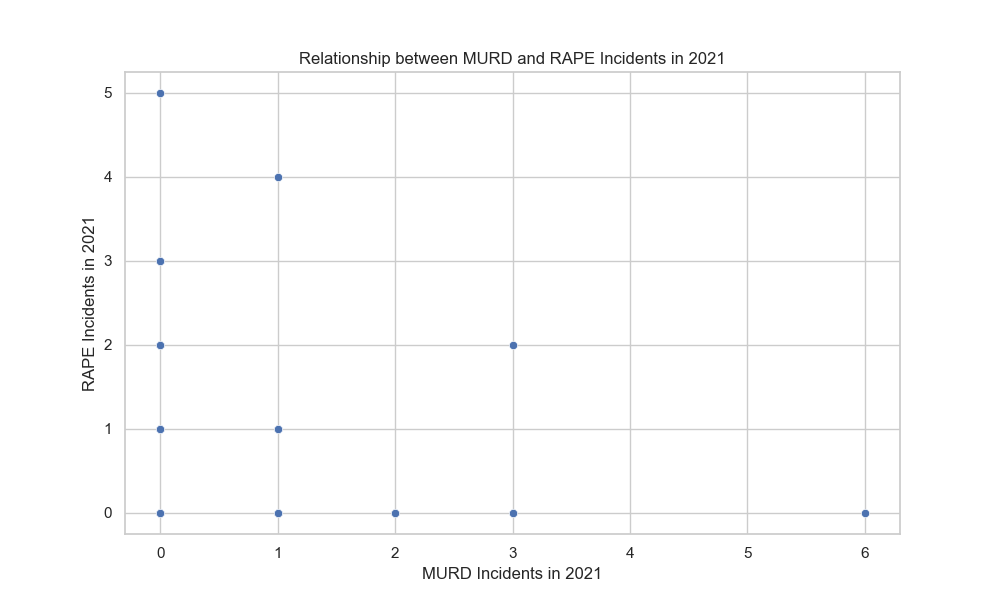 Relationship between MURD and RAPE Incidents in 2021
RAPE Incidents in 2021
5
4
3
2
1
0
0 1 2 3 4 5 6
MURD Incidents in 2021